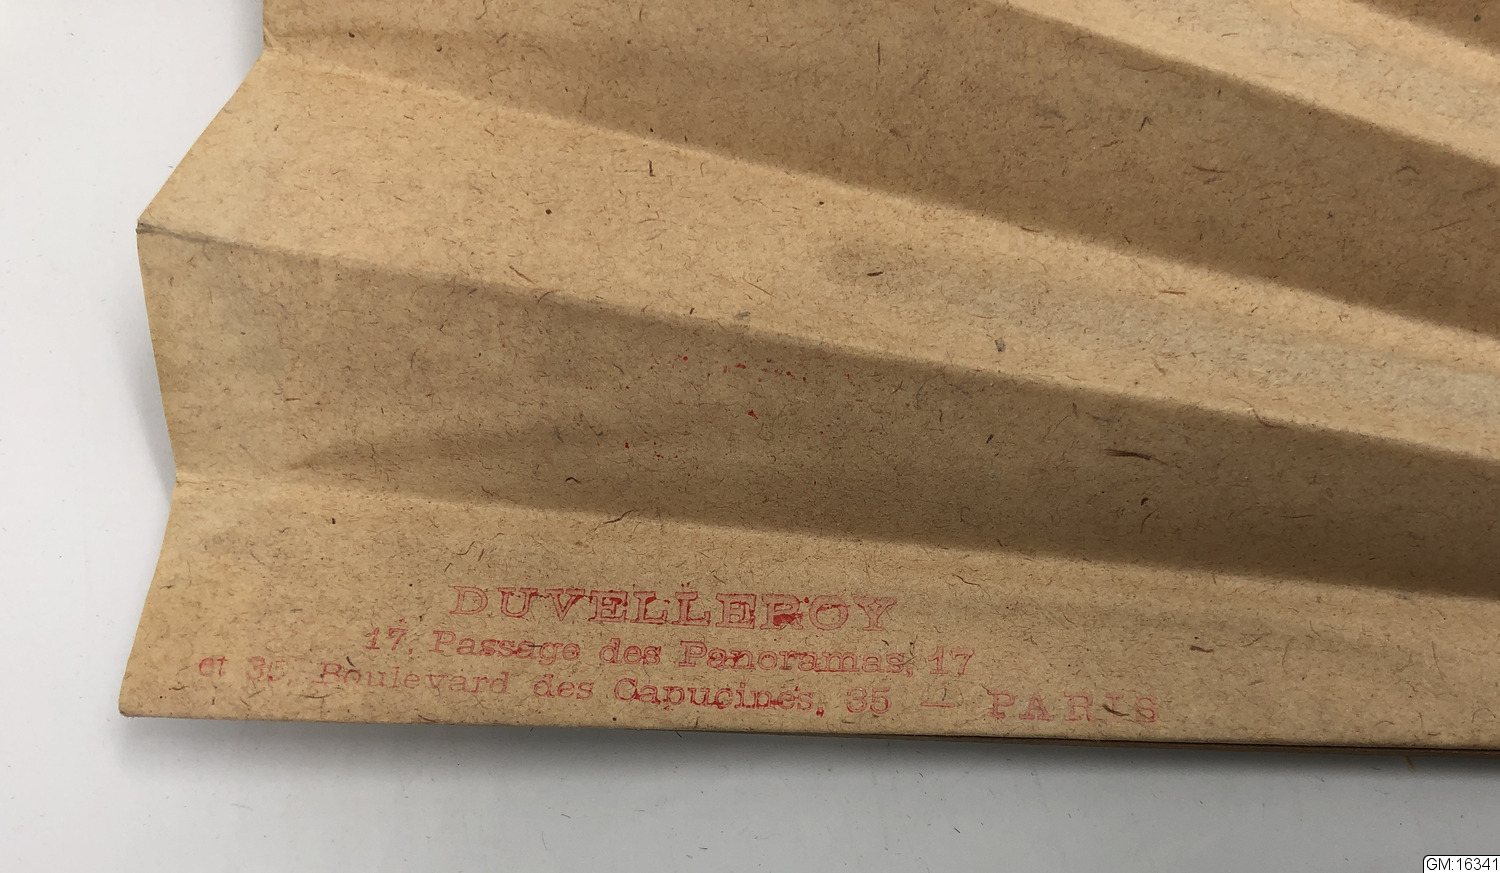 DUVELLEROY
17, Passage des Panoramas, 17
et 35, Boulevard des Capucines, 35 — PARIS
GM:16341